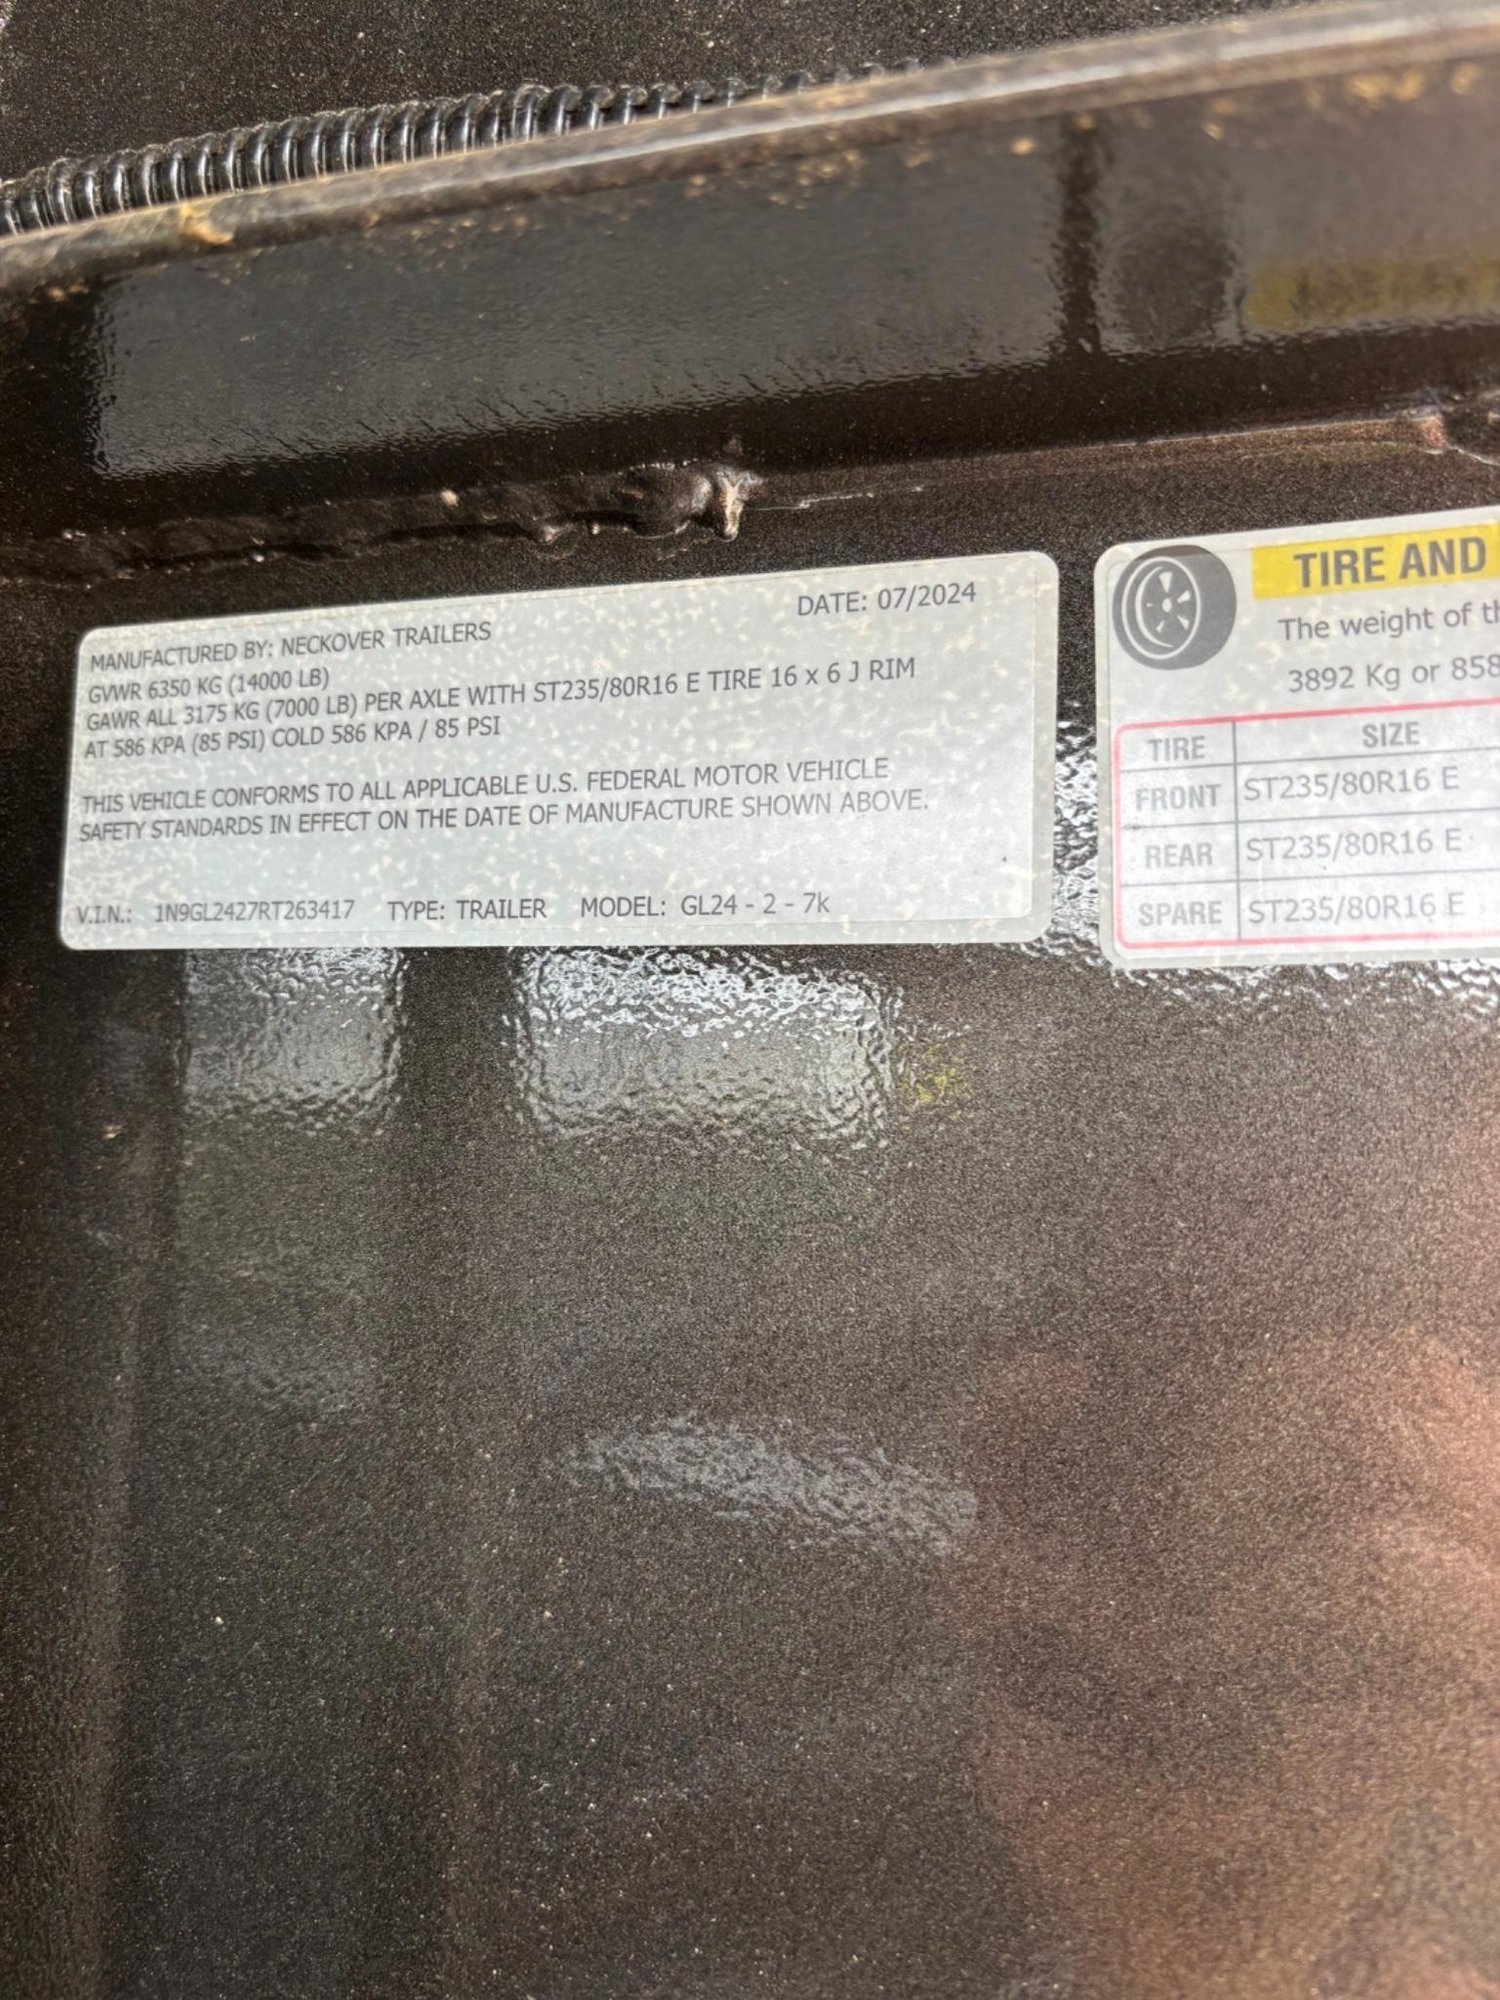 DATE: 07/2024
MANUFACTURED BY: NECKOVER TRAILERS
GVWR 6350 KG (14000 LB)
GAWR ALL 3175 KG (7000 LB) PER AXLE WITH ST235/80R16 E TIRE 16 x 6 J RIM
AT 586 KPA (85 PSI) COLD 586 KPA / 85 PSI
THIS VEHICLE CONFORMS TO ALL APPLICABLE U.S. FEDERAL MOTOR VEHICLE
SAFETY STANDARDS IN EFFECT ON THE DATE OF MANUFACTURE SHOWN ABOVE.
V.I.N.: 1N9GL2427RT263417 TYPE: TRAILER MODEL: GL24 - 2 - 7k
TIRE AND
The weight of
3892 Kg or
TIRE SIZE
FRONT ST235/80R16 E
REAR ST235/80R16 E
SPARE ST235/80R16 E